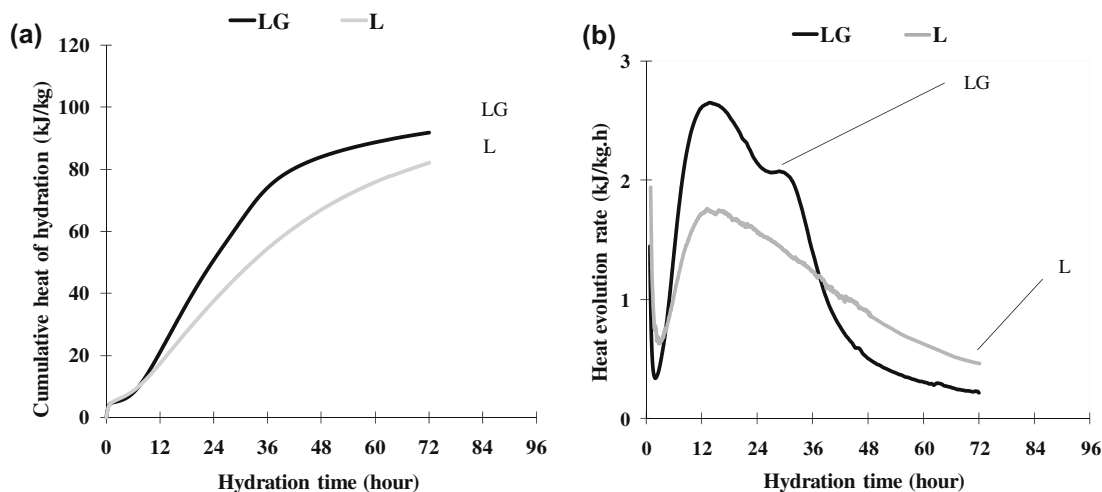 (a)
LG L
Cumulative heat of hydration (kJ/kg)
120
100
80
60
40
20
0
LG
L
0 12 24 36 48 60 72 84 96
Hydration time (hour)
(b)
LG L
Heat evolution rate (kJ/kg.h)
3
2
1
0
LG
L
0 12 24 36 48 60 72 84 96
Hydration time (hour)